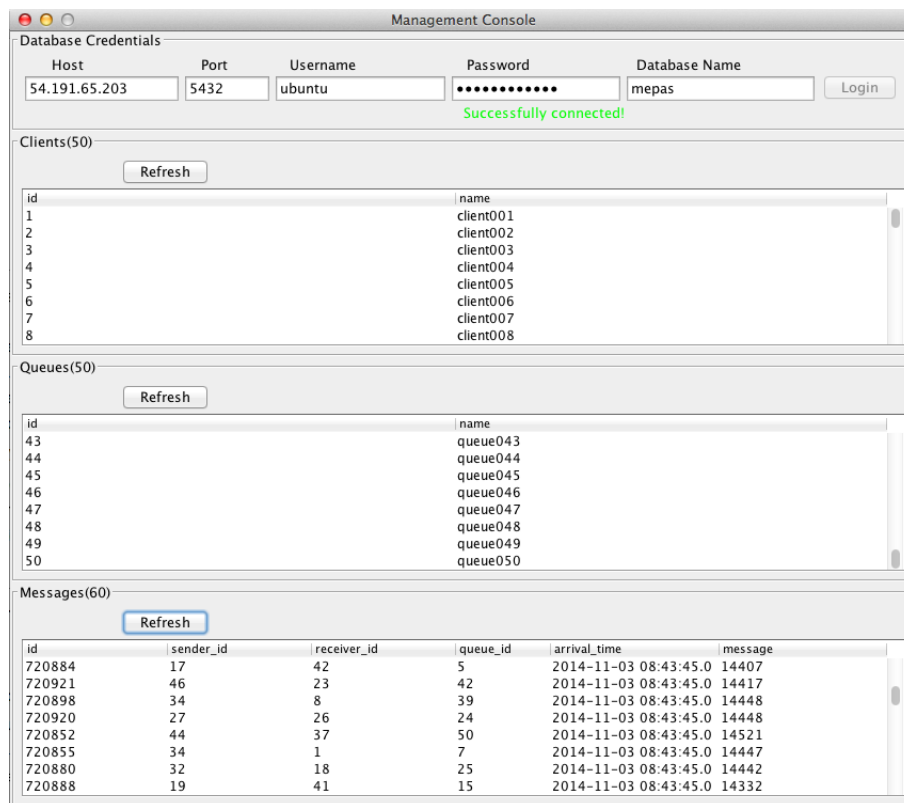 Management Console
Database Credentials
Host Port Username Password Database Name
54.191.65.203 5432 ubuntu •••••••••••• mepas Login
Successfully connected!
Clients(50)
Refresh
id name
1 client001
2 client002
3 client003
4 client004
5 client005
6 client006
7 client007
8 client008
Queues(50)
Refresh
id name
43 queue043
44 queue044
45 queue045
46 queue046
47 queue047
48 queue048
49 queue049
50 queue050
Messages(60)
Refresh
id sender_id receiver_id queue_id arrival_time message
720884 17 42 5 2014-11-03 08:43:45.0 14407
720921 46 23 42 2014-11-03 08:43:45.0 14417
720898 34 8 39 2014-11-03 08:43:45.0 14448
720920 27 26 24 2014-11-03 08:43:45.0 14448
720852 44 37 50 2014-11-03 08:43:45.0 14521
720855 34 1 7 2014-11-03 08:43:45.0 14447
720880 32 18 25 2014-11-03 08:43:45.0 14442
720888 19 41 15 2014-11-03 08:43:45.0 14332